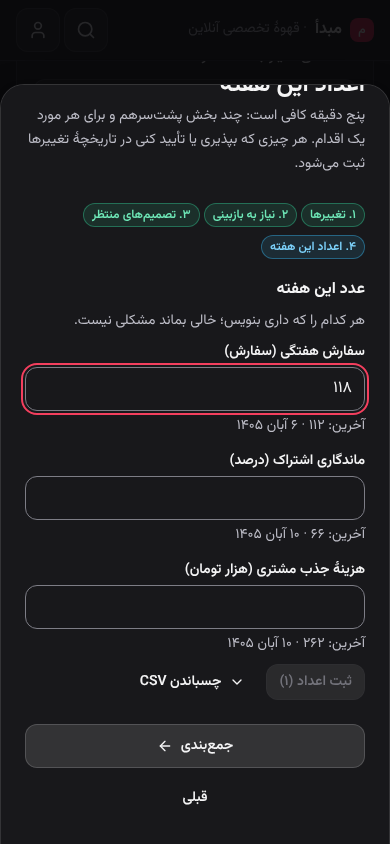 م مبدأ · قهوهٔ تخصصی آنلاین
اعداد این هفته
پنج دقیقه کافی است: چند بخش پشت‌سرهم و برای هر مورد
یک اقدام. هر چیزی که بپذیری یا تأیید کنی در تاریخچهٔ تغییرها
ثبت می‌شود.
۱. تغییرها ۲. نیاز به بازبینی ۳. تصمیم‌های منتظر
۴. اعداد این هفته
عدد این هفته
هر کدام را که داری بنویس؛ خالی بماند مشکلی نیست.
سفارش هفتگی (سفارش)
۱۱۸
آخرین: ۱۱۲ · ۶ آبان ۱۴۰۵
ماندگاری اشتراک (درصد)
آخرین: ۶۶ · ۱۰ آبان ۱۴۰۵
هزینهٔ جذب مشتری (هزار تومان)
آخرین: ۲۶۲ · ۱۰ آبان ۱۴۰۵
ثبت اعداد (۱) چسباندن CSV
جمع‌بندی
قبلی